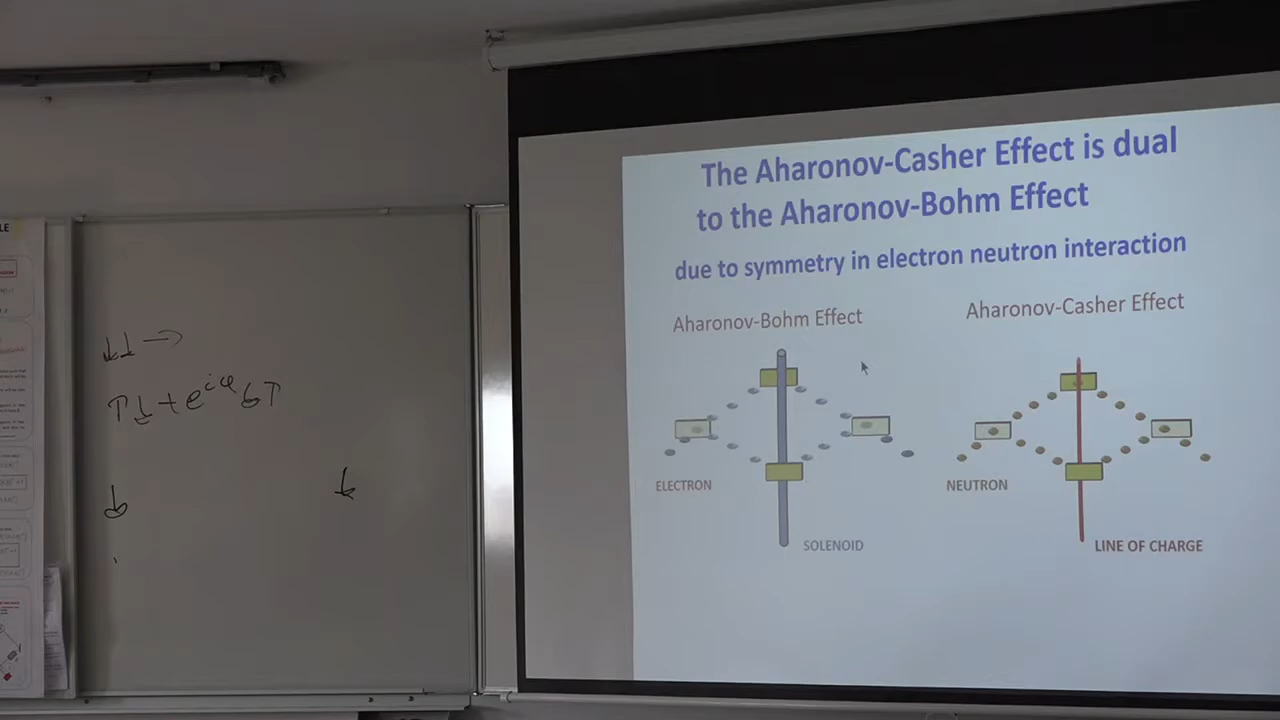 ↓↓ →
↑↓ + e^{iφ} ↓↑
↓ ↓
The Aharonov-Casher Effect is dual
to the Aharonov-Bohm Effect
due to symmetry in electron neutron interaction
Aharonov-Bohm Effect
Aharonov-Casher Effect
ELECTRON
SOLENOID
NEUTRON
LINE OF CHARGE